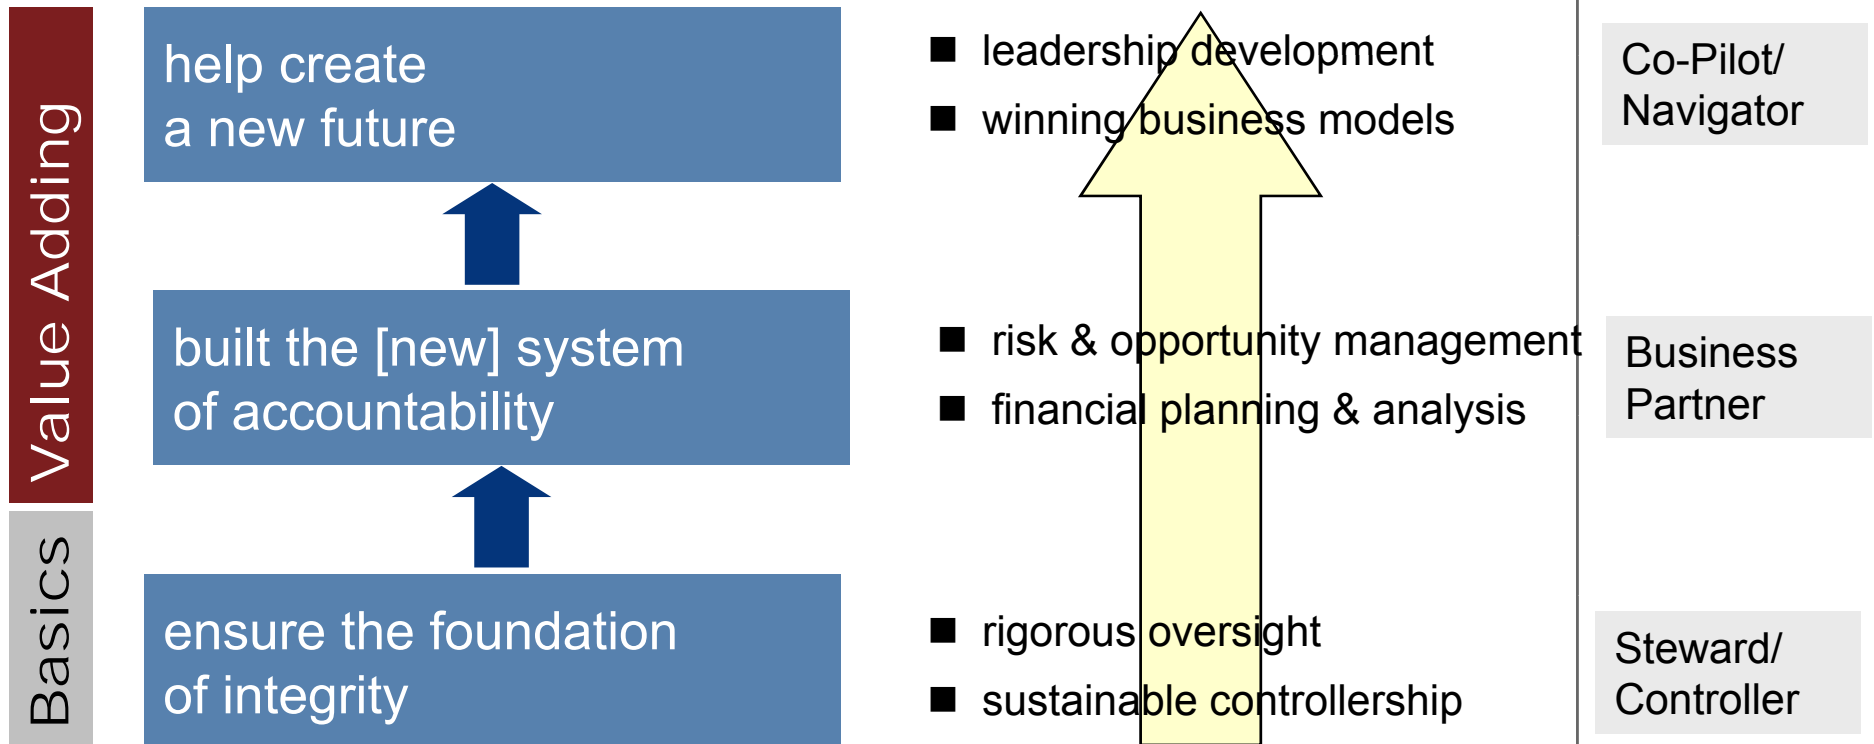 Value Adding
help create
a new future
leadership development
winning business models
Co-Pilot/
Navigator
built the [new] system
of accountability
risk & opportunity management
financial planning & analysis
Business
Partner
Basics
ensure the foundation
of integrity
rigorous oversight
sustainable controllership
Steward/
Controller